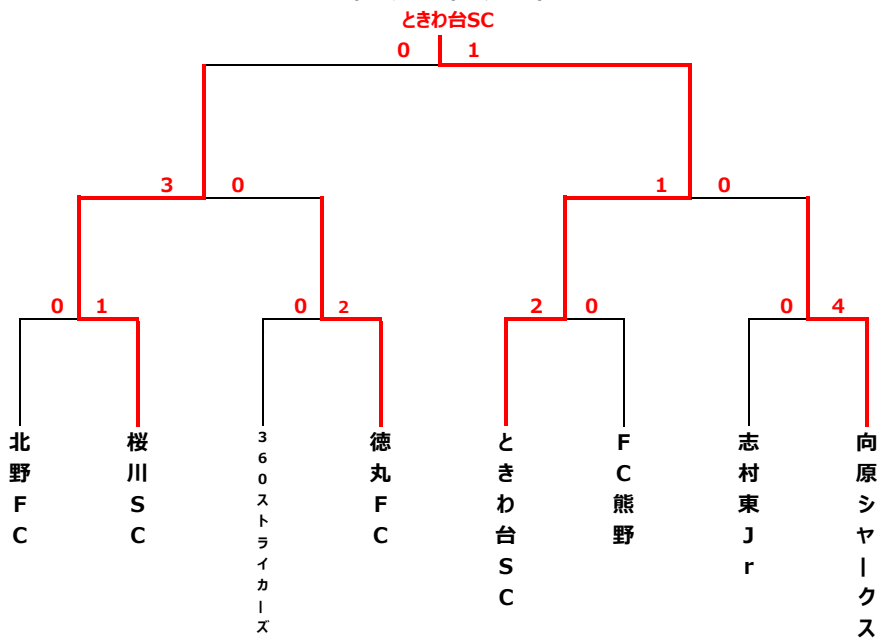 ときわ台SC
0 1
3 0
1 0
0 1
0 2
2 0
0 4
北野FC
桜川SC
360ストライカーズ
徳丸FC
ときわ台SC
FC熊野
志村東Jr
向原シャークス